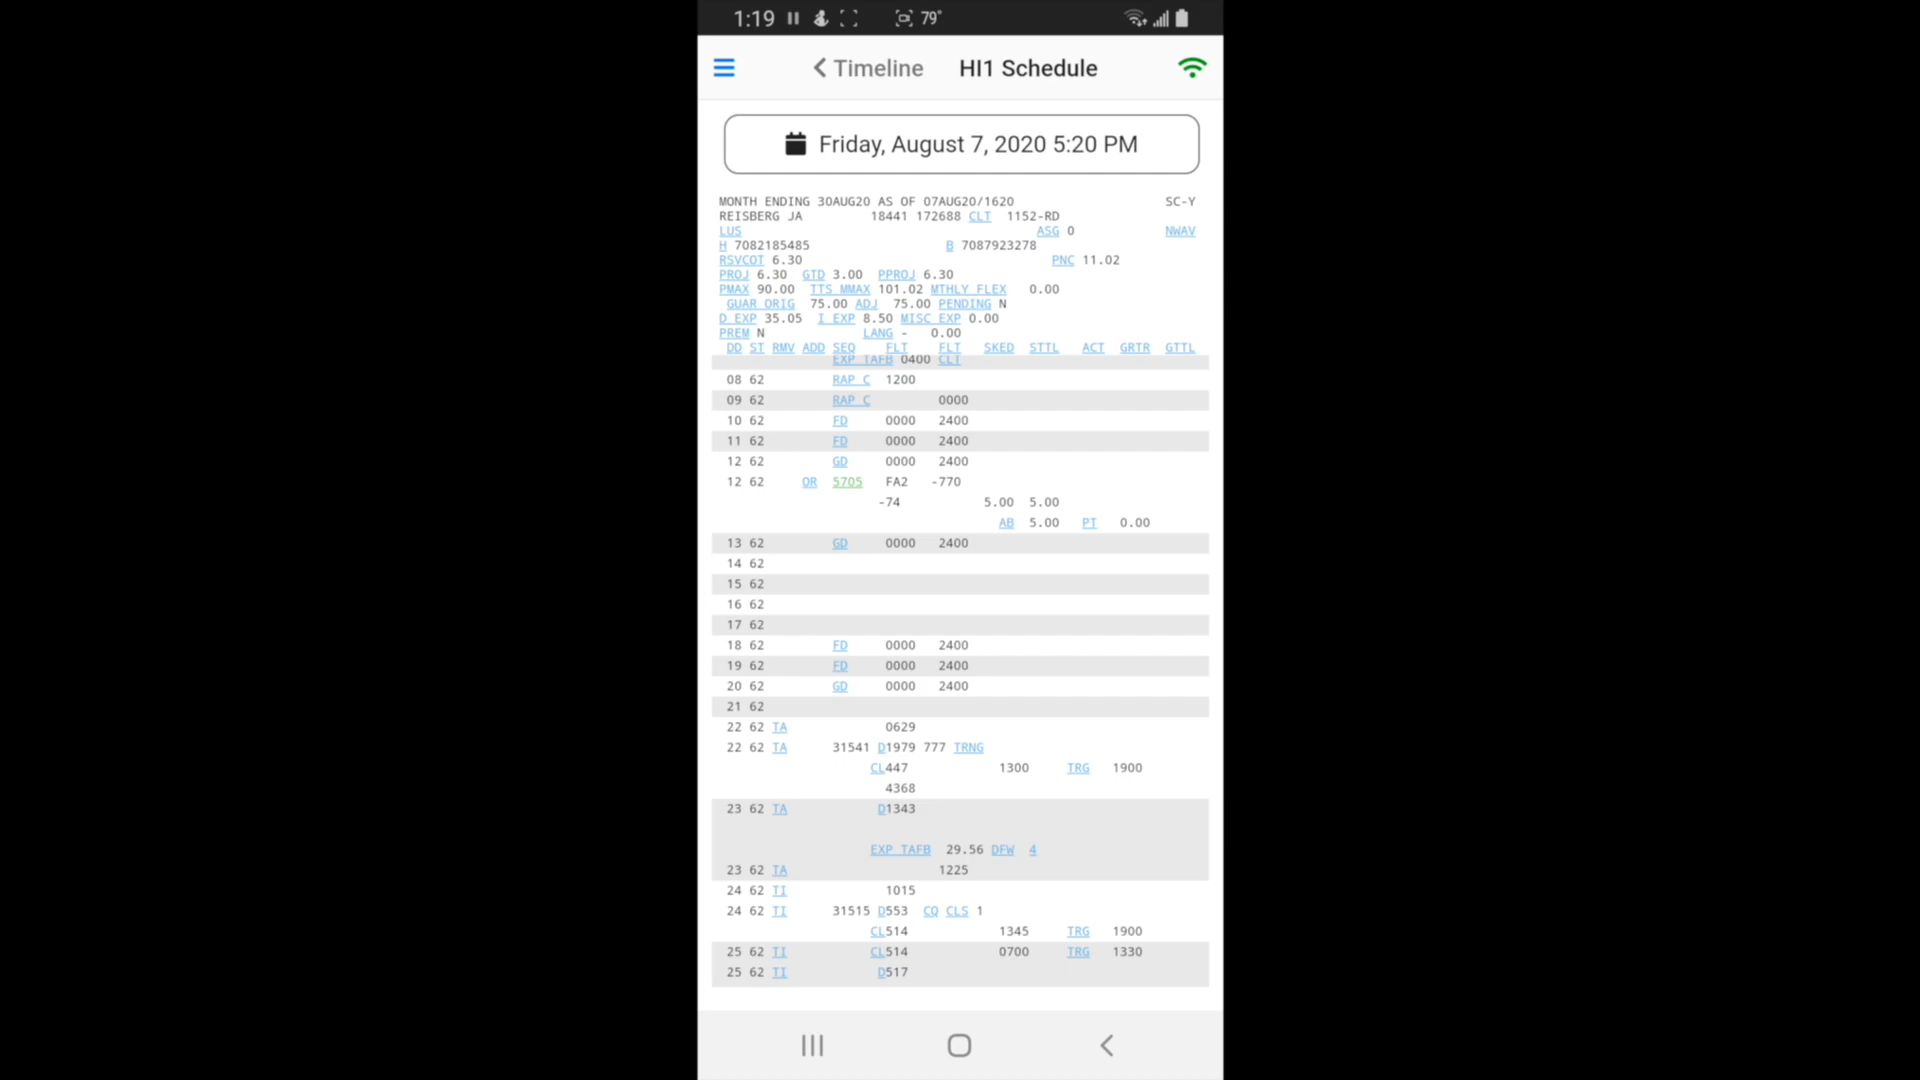 1:19 79°
Timeline HI1 Schedule
Friday, August 7, 2020 5:20 PM
MONTH ENDING 30AUG20 AS OF 07AUG20/1620 SC-Y
REISBERG JA 18441 172688 CLT 1152-RD
LUS ASG 0 NWAV
H 7082185485 B 7087923278
RSVCOT 6.30 PNC 11.02
PROJ 6.30 GTD 3.00 PPROJ 6.30
PMAX 90.00 TTS MMAX 101.02 MTHLY FLEX 0.00
GUAR ORIG 75.00 ADJ 75.00 PENDING N
D EXP 35.05 I EXP 8.50 MISC EXP 0.00
PREM N LANG - 0.00
DD ST RMV ADD SEQ FLT FLT SKED STTL ACT GRTR GTTL
EXP TAFB 0400 CLT
08 62 RAP C 1200
09 62 RAP C 0000
10 62 FD 0000 2400
11 62 FD 0000 2400
12 62 GD 0000 2400
12 62 OR 5705 FA2 -770
-74 5.00 5.00
AB 5.00 PT 0.00
13 62 GD 0000 2400
14 62
15 62
16 62
17 62
18 62 FD 0000 2400
19 62 FD 0000 2400
20 62 GD 0000 2400
21 62
22 62 TA 0629
22 62 TA 31541 D1979 777 TRNG
CL447 1300 TRG 1900
4368
23 62 TA D1343
EXP TAFB 29.56 DFW 4
23 62 TA 1225
24 62 TI 1015
24 62 TI 31515 D553 CQ CLS 1
CL514 1345 TRG 1900
25 62 TI CL514 0700 TRG 1330
25 62 TI D517